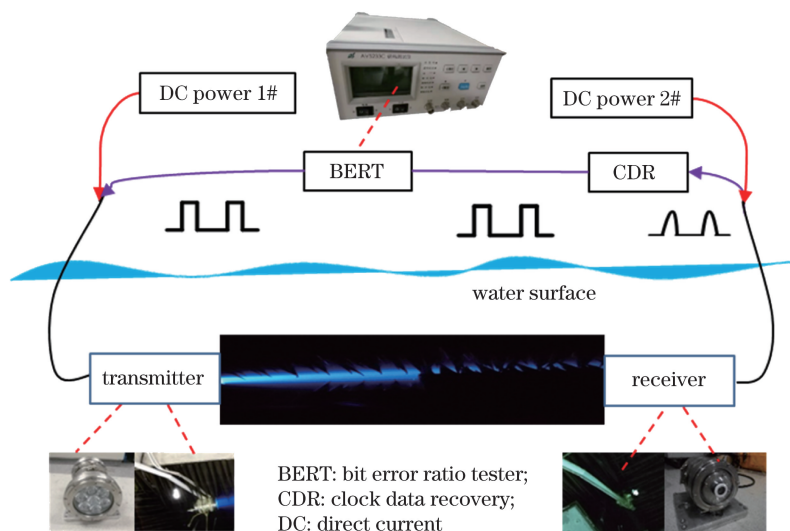 DC power 1#
DC power 2#
BERT
CDR
water surface
transmitter
receiver
BERT: bit error ratio tester;
CDR: clock data recovery;
DC: direct current